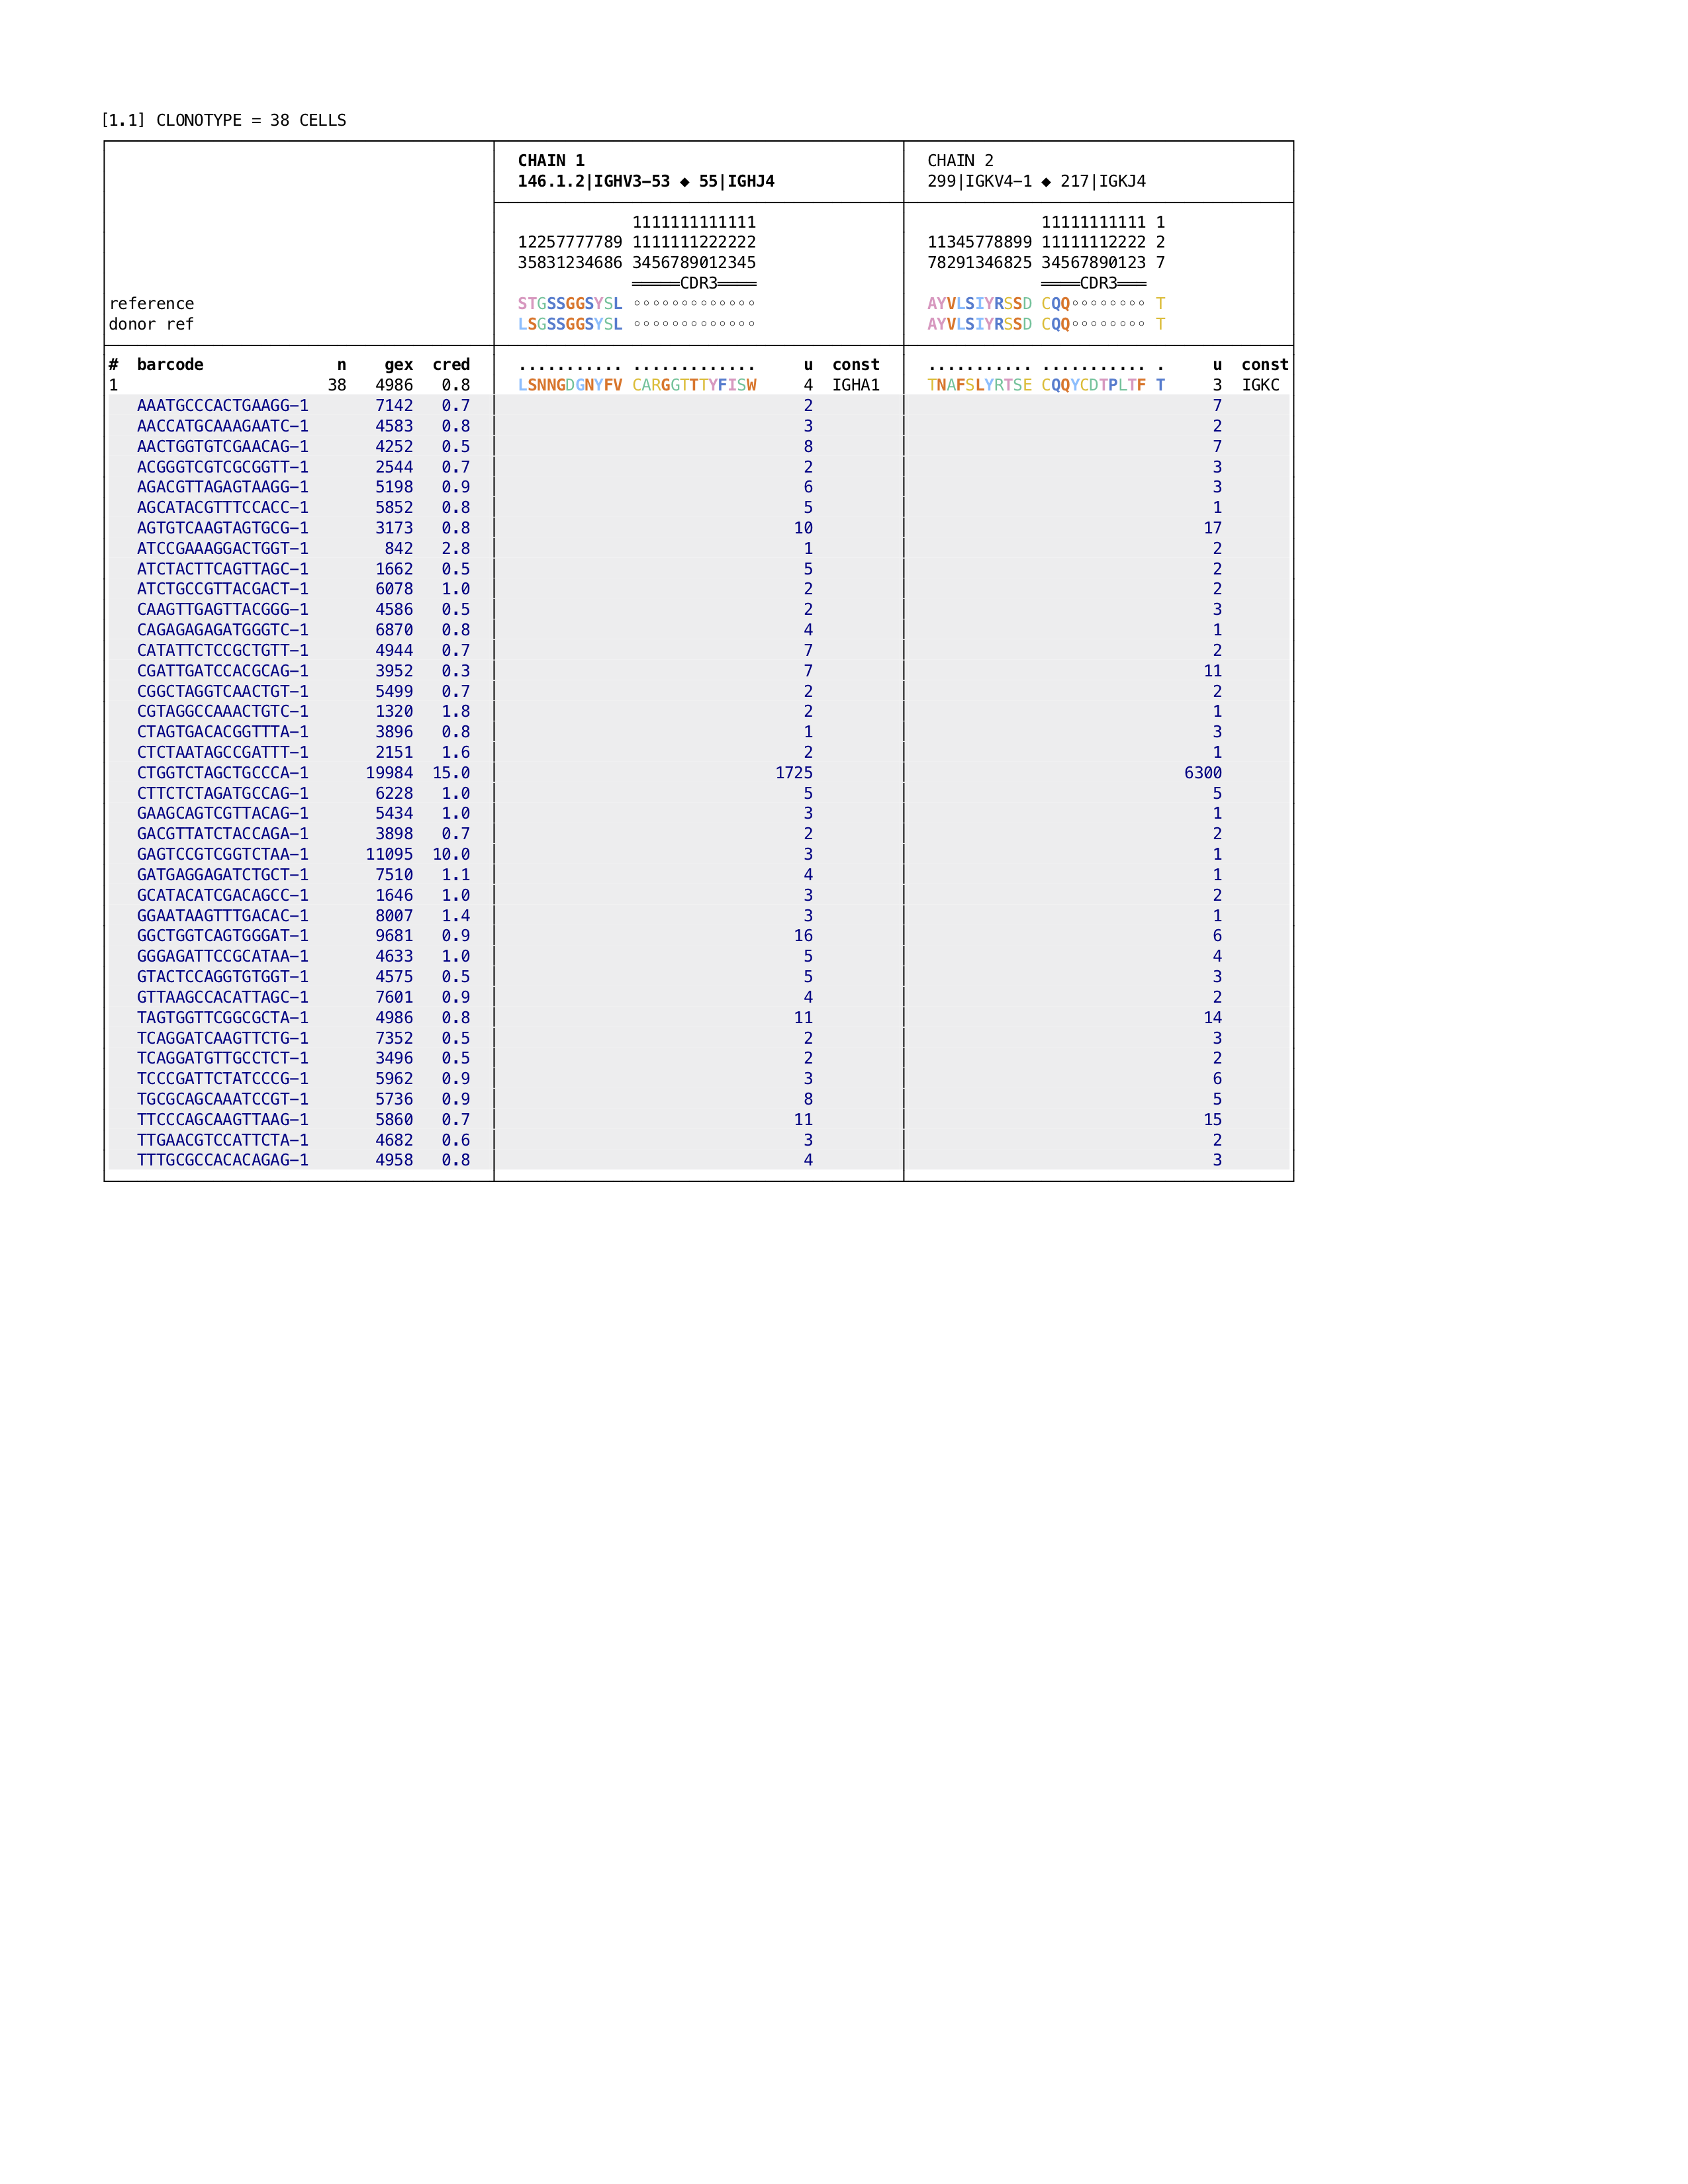 [1.1] CLONOTYPE = 38 CELLS
CHAIN 1 CHAIN 2
146.1.2|IGHV3–53 ◆ 55|IGHJ4 299|IGKV4–1 ◆ 217|IGKJ4
1111111111111 11111111111 1
12257777789 1111111222222 11345778899 11111112222 2
35831234686 3456789012345 78291346825 34567890123 7
═════CDR3════ ════CDR3═══
reference STGSSGGSYSL ◦◦◦◦◦◦◦◦◦◦◦◦◦ AYVLSIYRSSD CQQ◦◦◦◦◦◦◦◦ T
donor ref LSGSSGGSYSL ◦◦◦◦◦◦◦◦◦◦◦◦◦ AYVLSIYRSSD CQQ◦◦◦◦◦◦◦◦ T
# barcode n gex cred ........... ............. u const ........... ........... . u const
1 38 4986 0.8 LSNNGDGNYFV CARGGTTTYFISW 4 IGHA1 TNAFSLYRTSE CQQYCDTPLTF T 3 IGKC
AAATGCCCACTGAAGG–1 7142 0.7 2 7
AACCATGCAAAGAATC–1 4583 0.8 3 2
AACTGGTGTCGAACAG–1 4252 0.5 8 7
ACGGGTCGTCGCGGTT–1 2544 0.7 2 3
AGACGTTAGAGTAAGG–1 5198 0.9 6 3
AGCATACGTTTCCACC–1 5852 0.8 5 1
AGTGTCAAGTAGTGCG–1 3173 0.8 10 17
ATCCGAAAGGACTGGT–1 842 2.8 1 2
ATCTACTTCAGTTAGC–1 1662 0.5 5 2
ATCTGCCGTTACGACT–1 6078 1.0 2 2
CAAGTTGAGTTACGGG–1 4586 0.5 2 3
CAGAGAGAGATGGGTC–1 6870 0.8 4 1
CATATTCTCCGCTGTT–1 4944 0.7 7 2
CGATTGATCCACGCAG–1 3952 0.3 7 11
CGGCTAGGTCAACTGT–1 5499 0.7 2 2
CGTAGGCCAAACTGTC–1 1320 1.8 2 1
CTAGTGACACGGTTTA–1 3896 0.8 1 3
CTCTAATAGCCGATTT–1 2151 1.6 2 1
CTGGTCTAGCTGCCCA–1 19984 15.0 1725 6300
CTTCTCTAGATGCCAG–1 6228 1.0 5 5
GAAGCAGTCGTTACAG–1 5434 1.0 3 1
GACGTTATCTACCAGA–1 3898 0.7 2 2
GAGTCCGTCGGTCTAA–1 11095 10.0 3 1
GATGAGGAGATCTGCT–1 7510 1.1 4 1
GCATACATCGACAGCC–1 1646 1.0 3 2
GGAATAAGTTTGACAC–1 8007 1.4 3 1
GGCTGGTCAGTGGGAT–1 9681 0.9 16 6
GGGAGATTCCGCATAA–1 4633 1.0 5 4
GTACTCCAGGTGTGGT–1 4575 0.5 5 3
GTTAAGCCACATTAGC–1 7601 0.9 4 2
TAGTGGTTCGGCGCTA–1 4986 0.8 11 14
TCAGGATCAAGTTCTG–1 7352 0.5 2 3
TCAGGATGTTGCCTCT–1 3496 0.5 2 2
TCCCGATTCTATCCCG–1 5962 0.9 3 6
TGCGCAGCAAATCCGT–1 5736 0.9 8 5
TTCCCAGCAAGTTAAG–1 5860 0.7 11 15
TTGAACGTCCATTCTA–1 4682 0.6 3 2
TTTGCGCCACACAGAG–1 4958 0.8 4 3